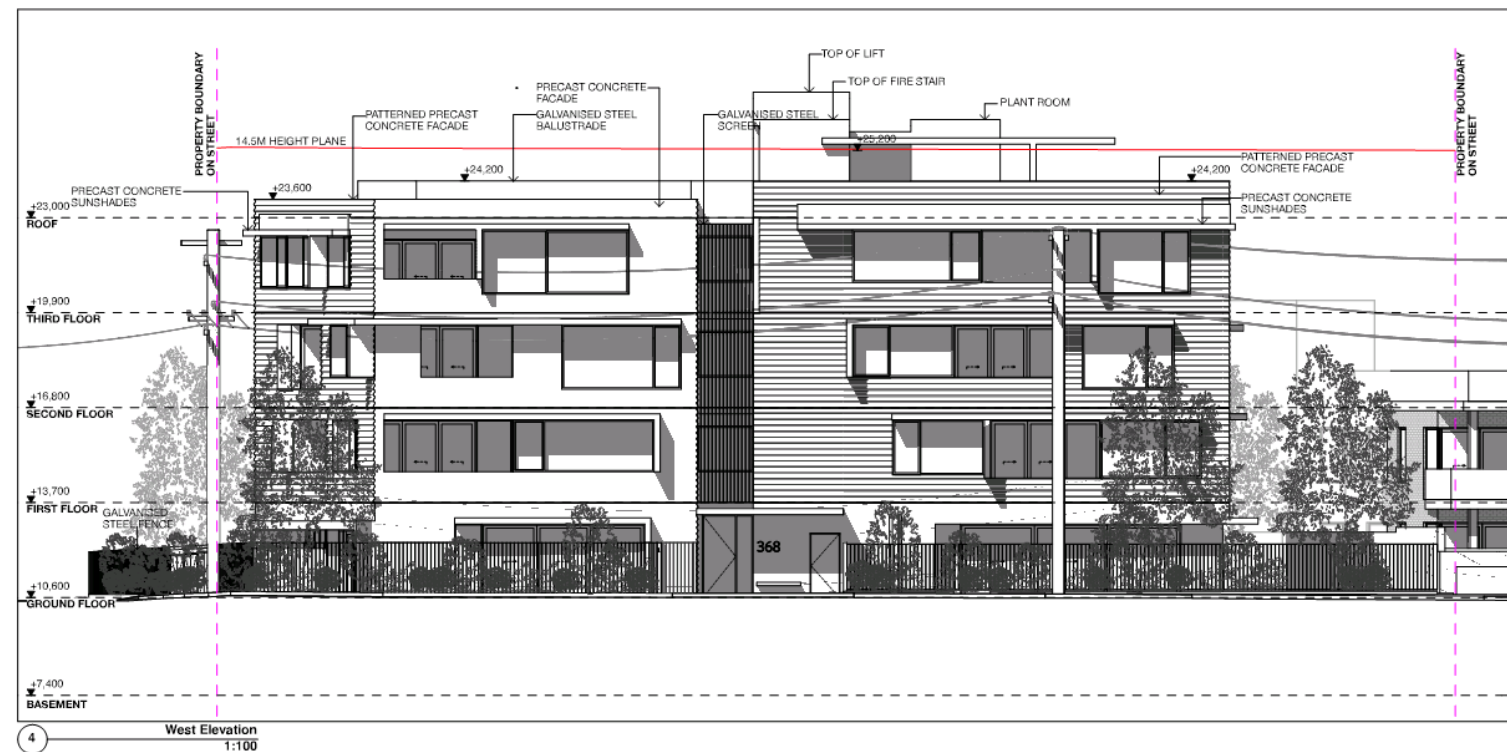 TOP OF LIFT
TOP OF FIRE STAIR
PRECAST CONCRETE
FACADE
PLANT ROOM
PATTERNED PRECAST
CONCRETE FACADE
GALVANISED STEEL
BALUSTRADE
GALVANISED STEEL
SCREEN
PROPERTY BOUNDARY
ON STREET
PROPERTY BOUNDARY
ON STREET
14.5M HEIGHT PLANE
+25,200
PATTERNED PRECAST
CONCRETE FACADE
+24,200
+24,200
PRECAST CONCRETE
SUNSHADES
+23,600
PRECAST CONCRETE
SUNSHADES
+23,000
ROOF
+19,900
THIRD FLOOR
+16,800
SECOND FLOOR
+13,700
FIRST FLOOR
GALVANISED
STEEL FENCE
368
+10,600
GROUND FLOOR
+7,400
BASEMENT
4
West Elevation
1:100